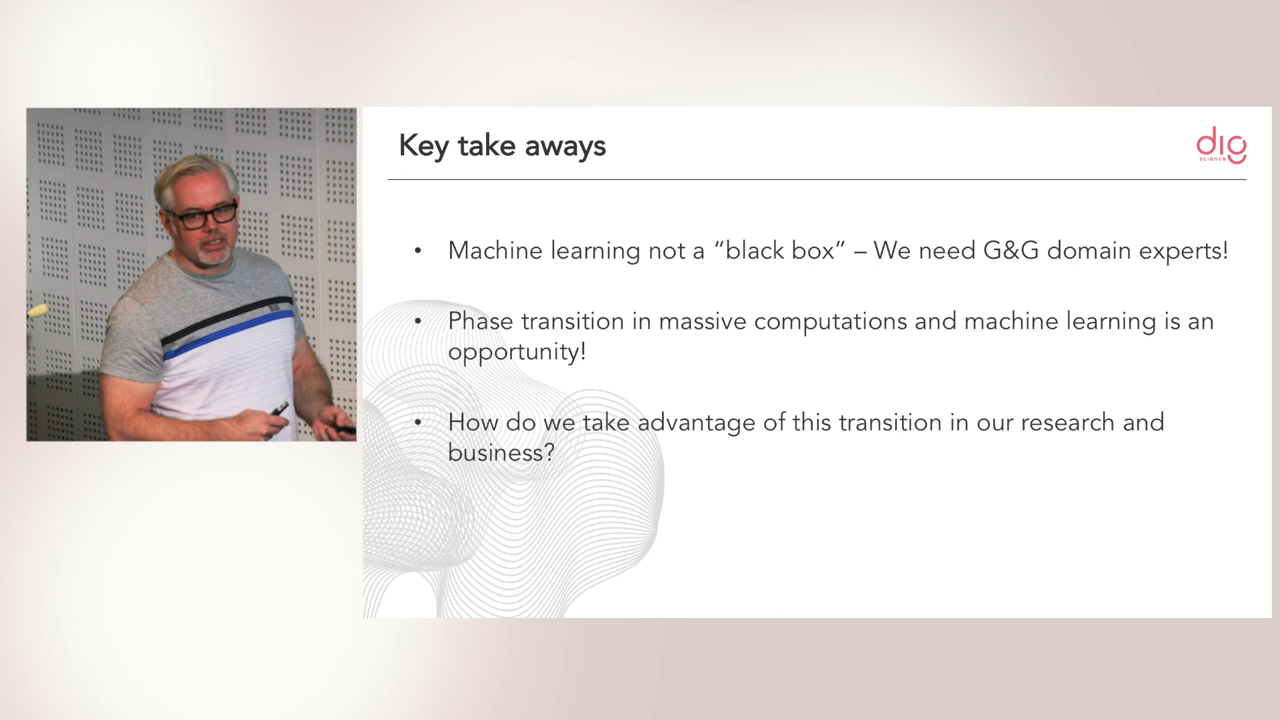 Key take aways
dig
science
• Machine learning not a “black box” – We need G&G domain experts!
• Phase transition in massive computations and machine learning is an
opportunity!
• How do we take advantage of this transition in our research and
business?